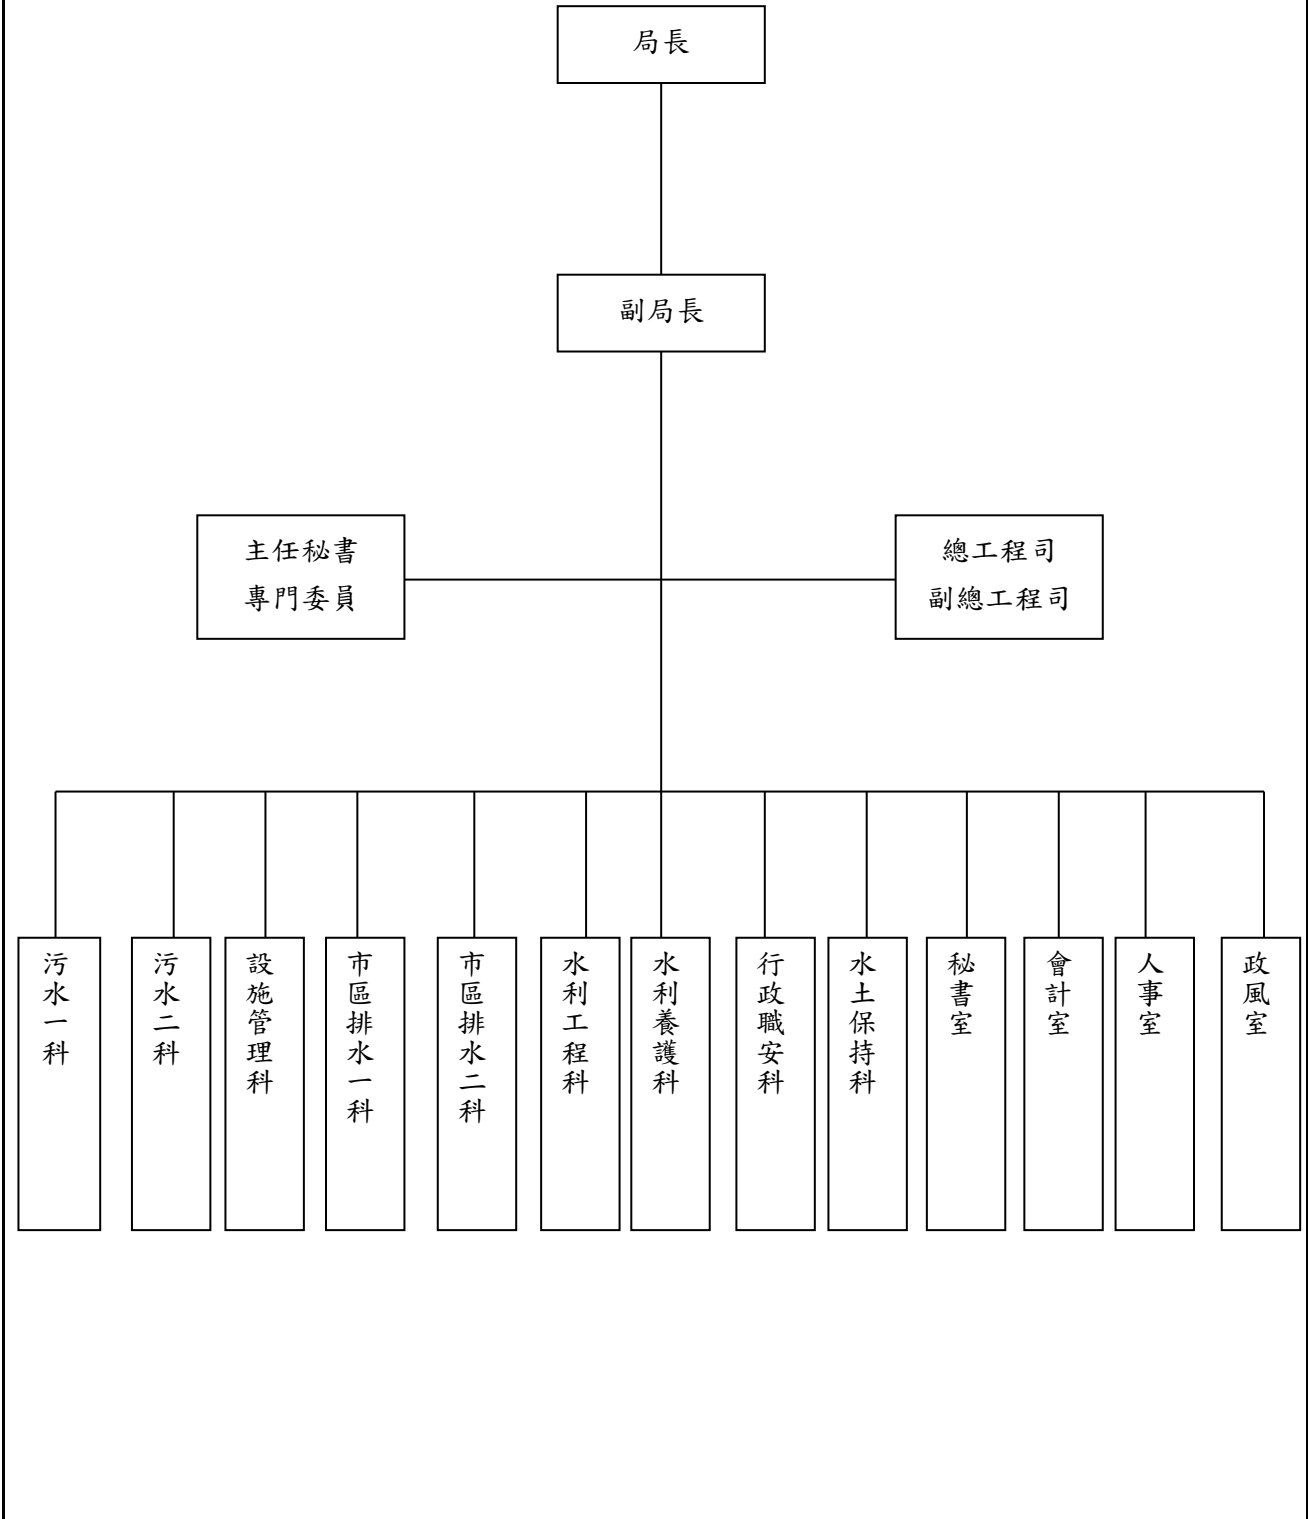 局長
副局長
主任秘書
專門委員
總工程司
副總工程司
污水一科
污水二科
設施管理科
市區排水一科
市區排水二科
水利工程科
水利養護科
行政職安科
水土保持科
秘書室
會計室
人事室
政風室